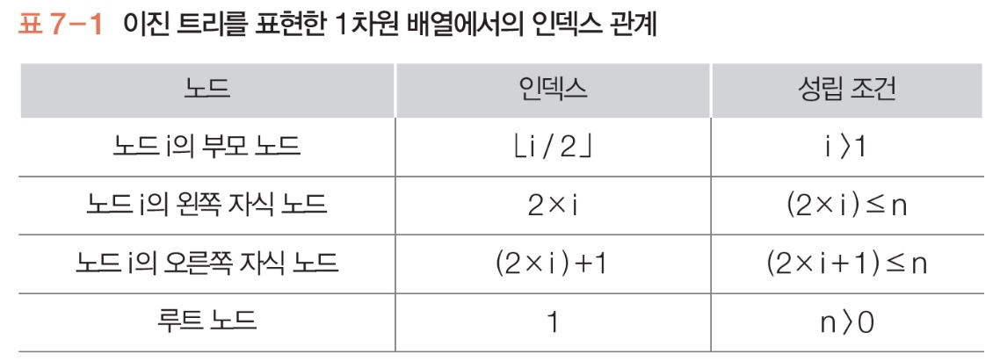 표 7-1 이진 트리를 표현한 1차원 배열에서의 인덱스 관계
노드 인덱스 성립 조건
노드 i의 부모 노드 ⌊i / 2⌋ i〉1
노드 i의 왼쪽 자식 노드 2×i (2×i)≤n
노드 i의 오른쪽 자식 노드 (2×i)+1 (2×i+1)≤n
루트 노드 1 n〉0